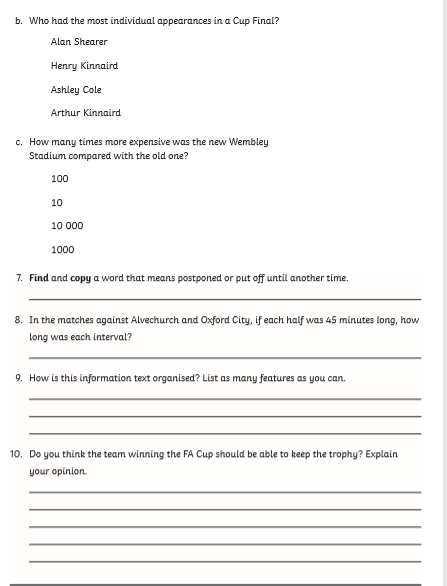 b. Who had the most individual appearances in a Cup Final?
Alan Shearer
Henry Kinnaird
Ashley Cole
Arthur Kinnaird
c. How many times more expensive was the new Wembley
Stadium compared with the old one?
100
10
10 000
1000
7. Find and copy a word that means postponed or put off until another time.
8. In the matches against Alvechurch and Oxford City, if each half was 45 minutes long, how
long was each interval?
9. How is this information text organised? List as many features as you can.
10. Do you think the team winning the FA Cup should be able to keep the trophy? Explain
your opinion.